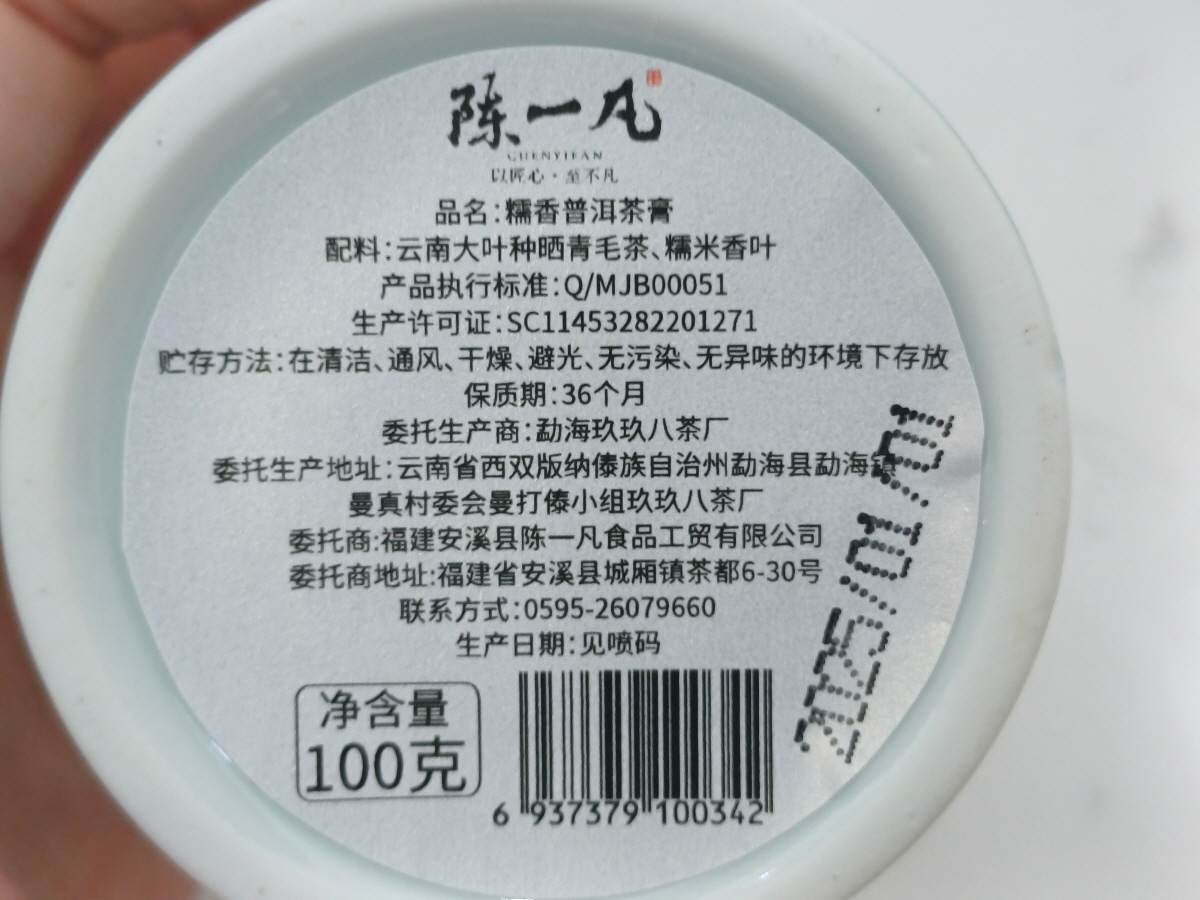 陈一凡
CHENYIFAN
以匠心·至不凡
品名:糯香普洱茶膏
配料:云南大叶种晒青毛茶、糯米香叶
产品执行标准:Q/MJB00051
生产许可证:SC11453282201271
贮存方法:在清洁、通风、干燥、避光、无污染、无异味的环境下存放
保质期:36个月
委托生产商:勐海玖玖八茶厂
委托生产地址:云南省西双版纳傣族自治州勐海县勐海镇
曼真村委会曼打傣小组玖玖八茶厂
委托商:福建安溪县陈一凡食品工贸有限公司
委托商地址:福建省安溪县城厢镇茶都6-30号
联系方式:0595-26079660
生产日期:见喷码
净含量
100克
6 937379 100342
2025/01/01